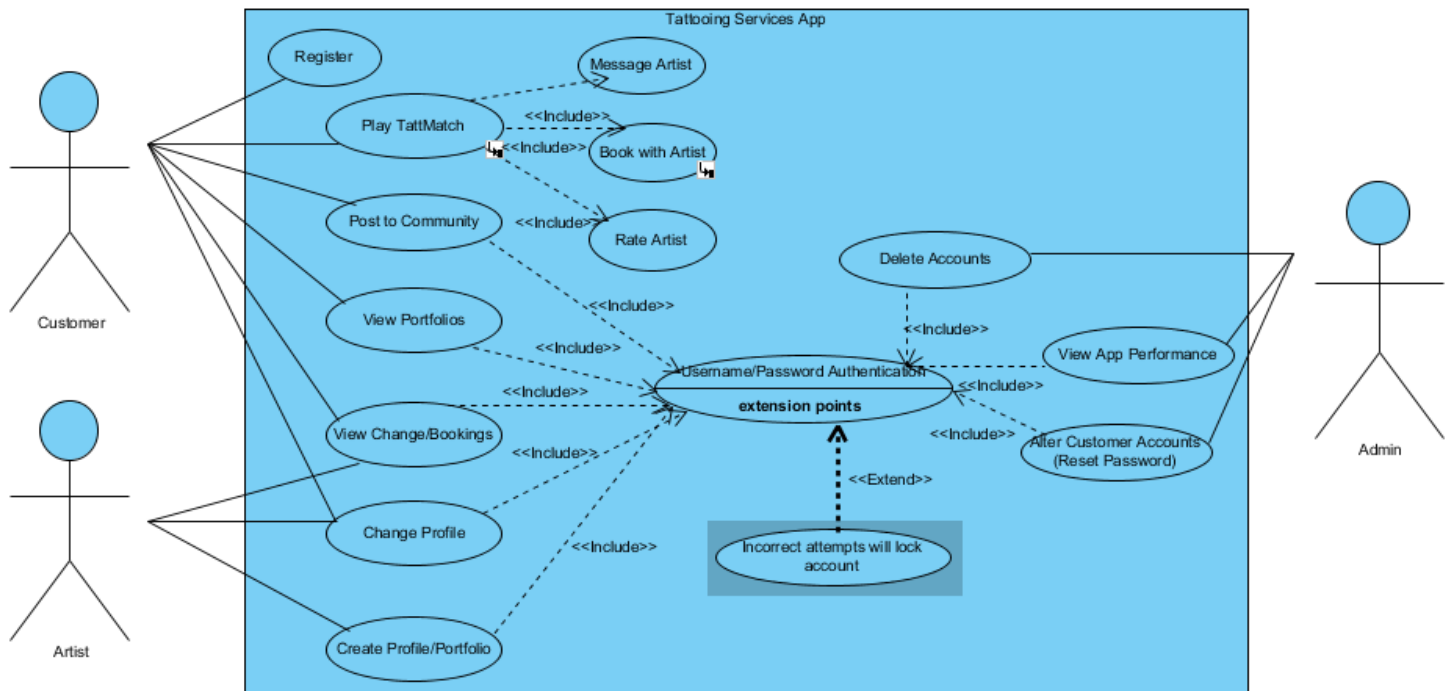 Tattooing Services App
Register
Message Artist
Play TattMatch
<<Include>>
<<Include>>
Book with Artist
Post to Community
<<Include>>
Rate Artist
Delete Accounts
Customer
View Portfolios
<<Include>>
<<Include>>
<<Include>>
View App Performance
Username/Password Authentication
<<Include>>
<<Include>>
extension points
View Change/Bookings
<<Include>>
Alter Customer Accounts
(Reset Password)
Admin
<<Include>>
<<Extend>>
Change Profile
<<Include>>
Incorrect attempts will lock
account
Create Profile/Portfolio
Artist